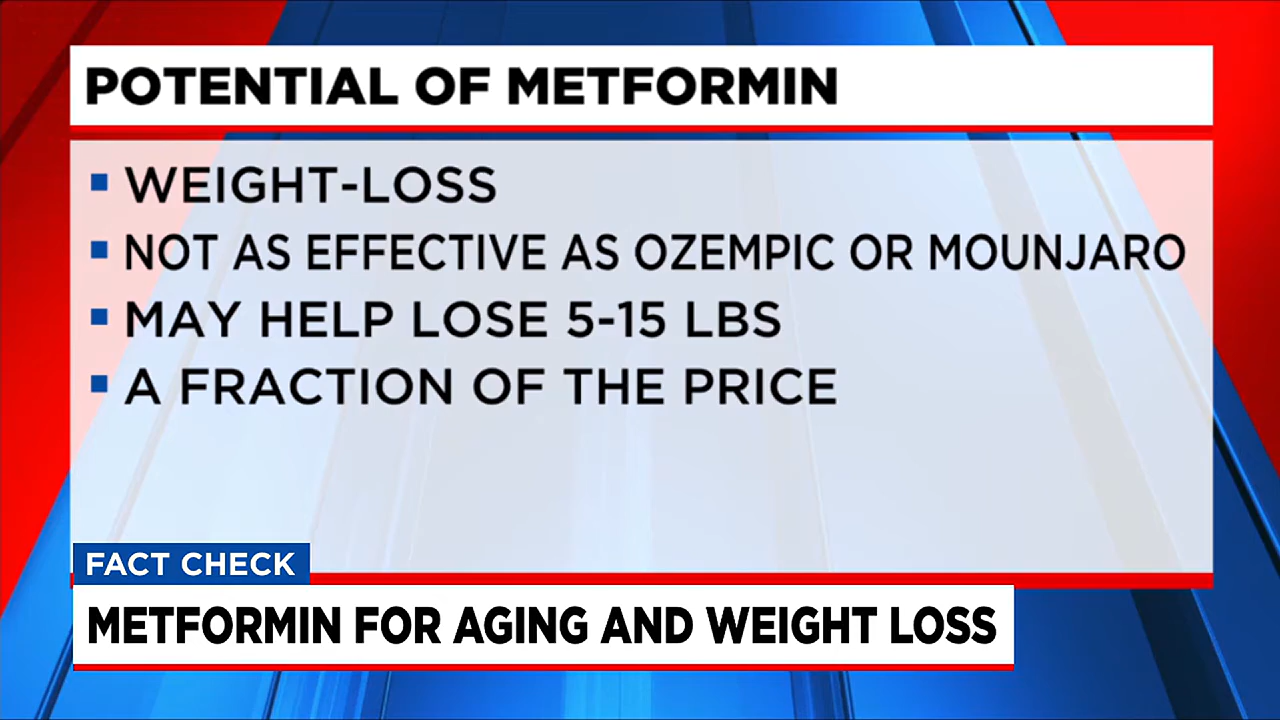 POTENTIAL OF METFORMIN
▪ WEIGHT-LOSS
▪ NOT AS EFFECTIVE AS OZEMPIC OR MOUNJARO
▪ MAY HELP LOSE 5-15 LBS
▪ A FRACTION OF THE PRICE
FACT CHECK
METFORMIN FOR AGING AND WEIGHT LOSS